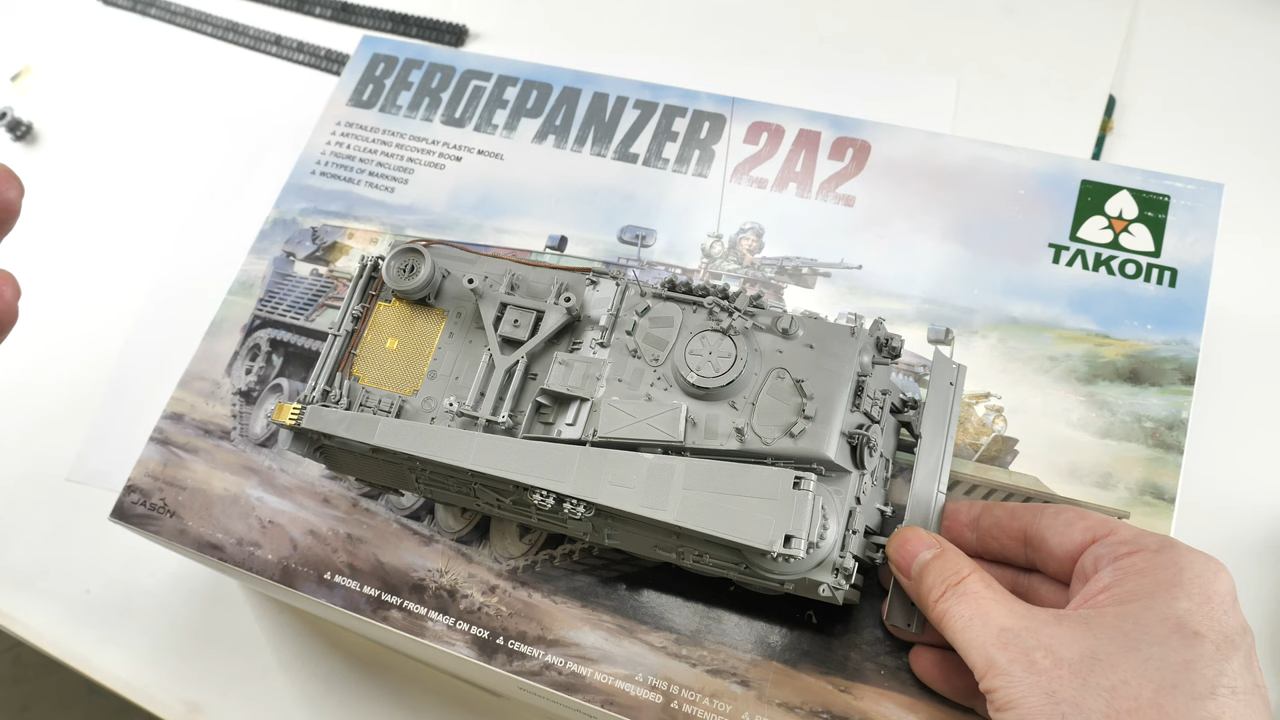 BERGEPANZER 2A2
⁂ DETAILED STATIC DISPLAY PLASTIC MODEL
⁂ ARTICULATING RECOVERY BOOM
⁂ PE & CLEAR PARTS INCLUDED
⁂ FIGURE NOT INCLUDED
⁂ 8 TYPES OF MARKINGS
⁂ WORKABLE TRACKS
TAKOM
JASON
⁂ MODEL MAY VARY FROM IMAGE ON BOX . ⁂ CEMENT AND PAINT NOT INCLUDED
⁂ THIS IS NOT A TOY
⁂ INTENDE